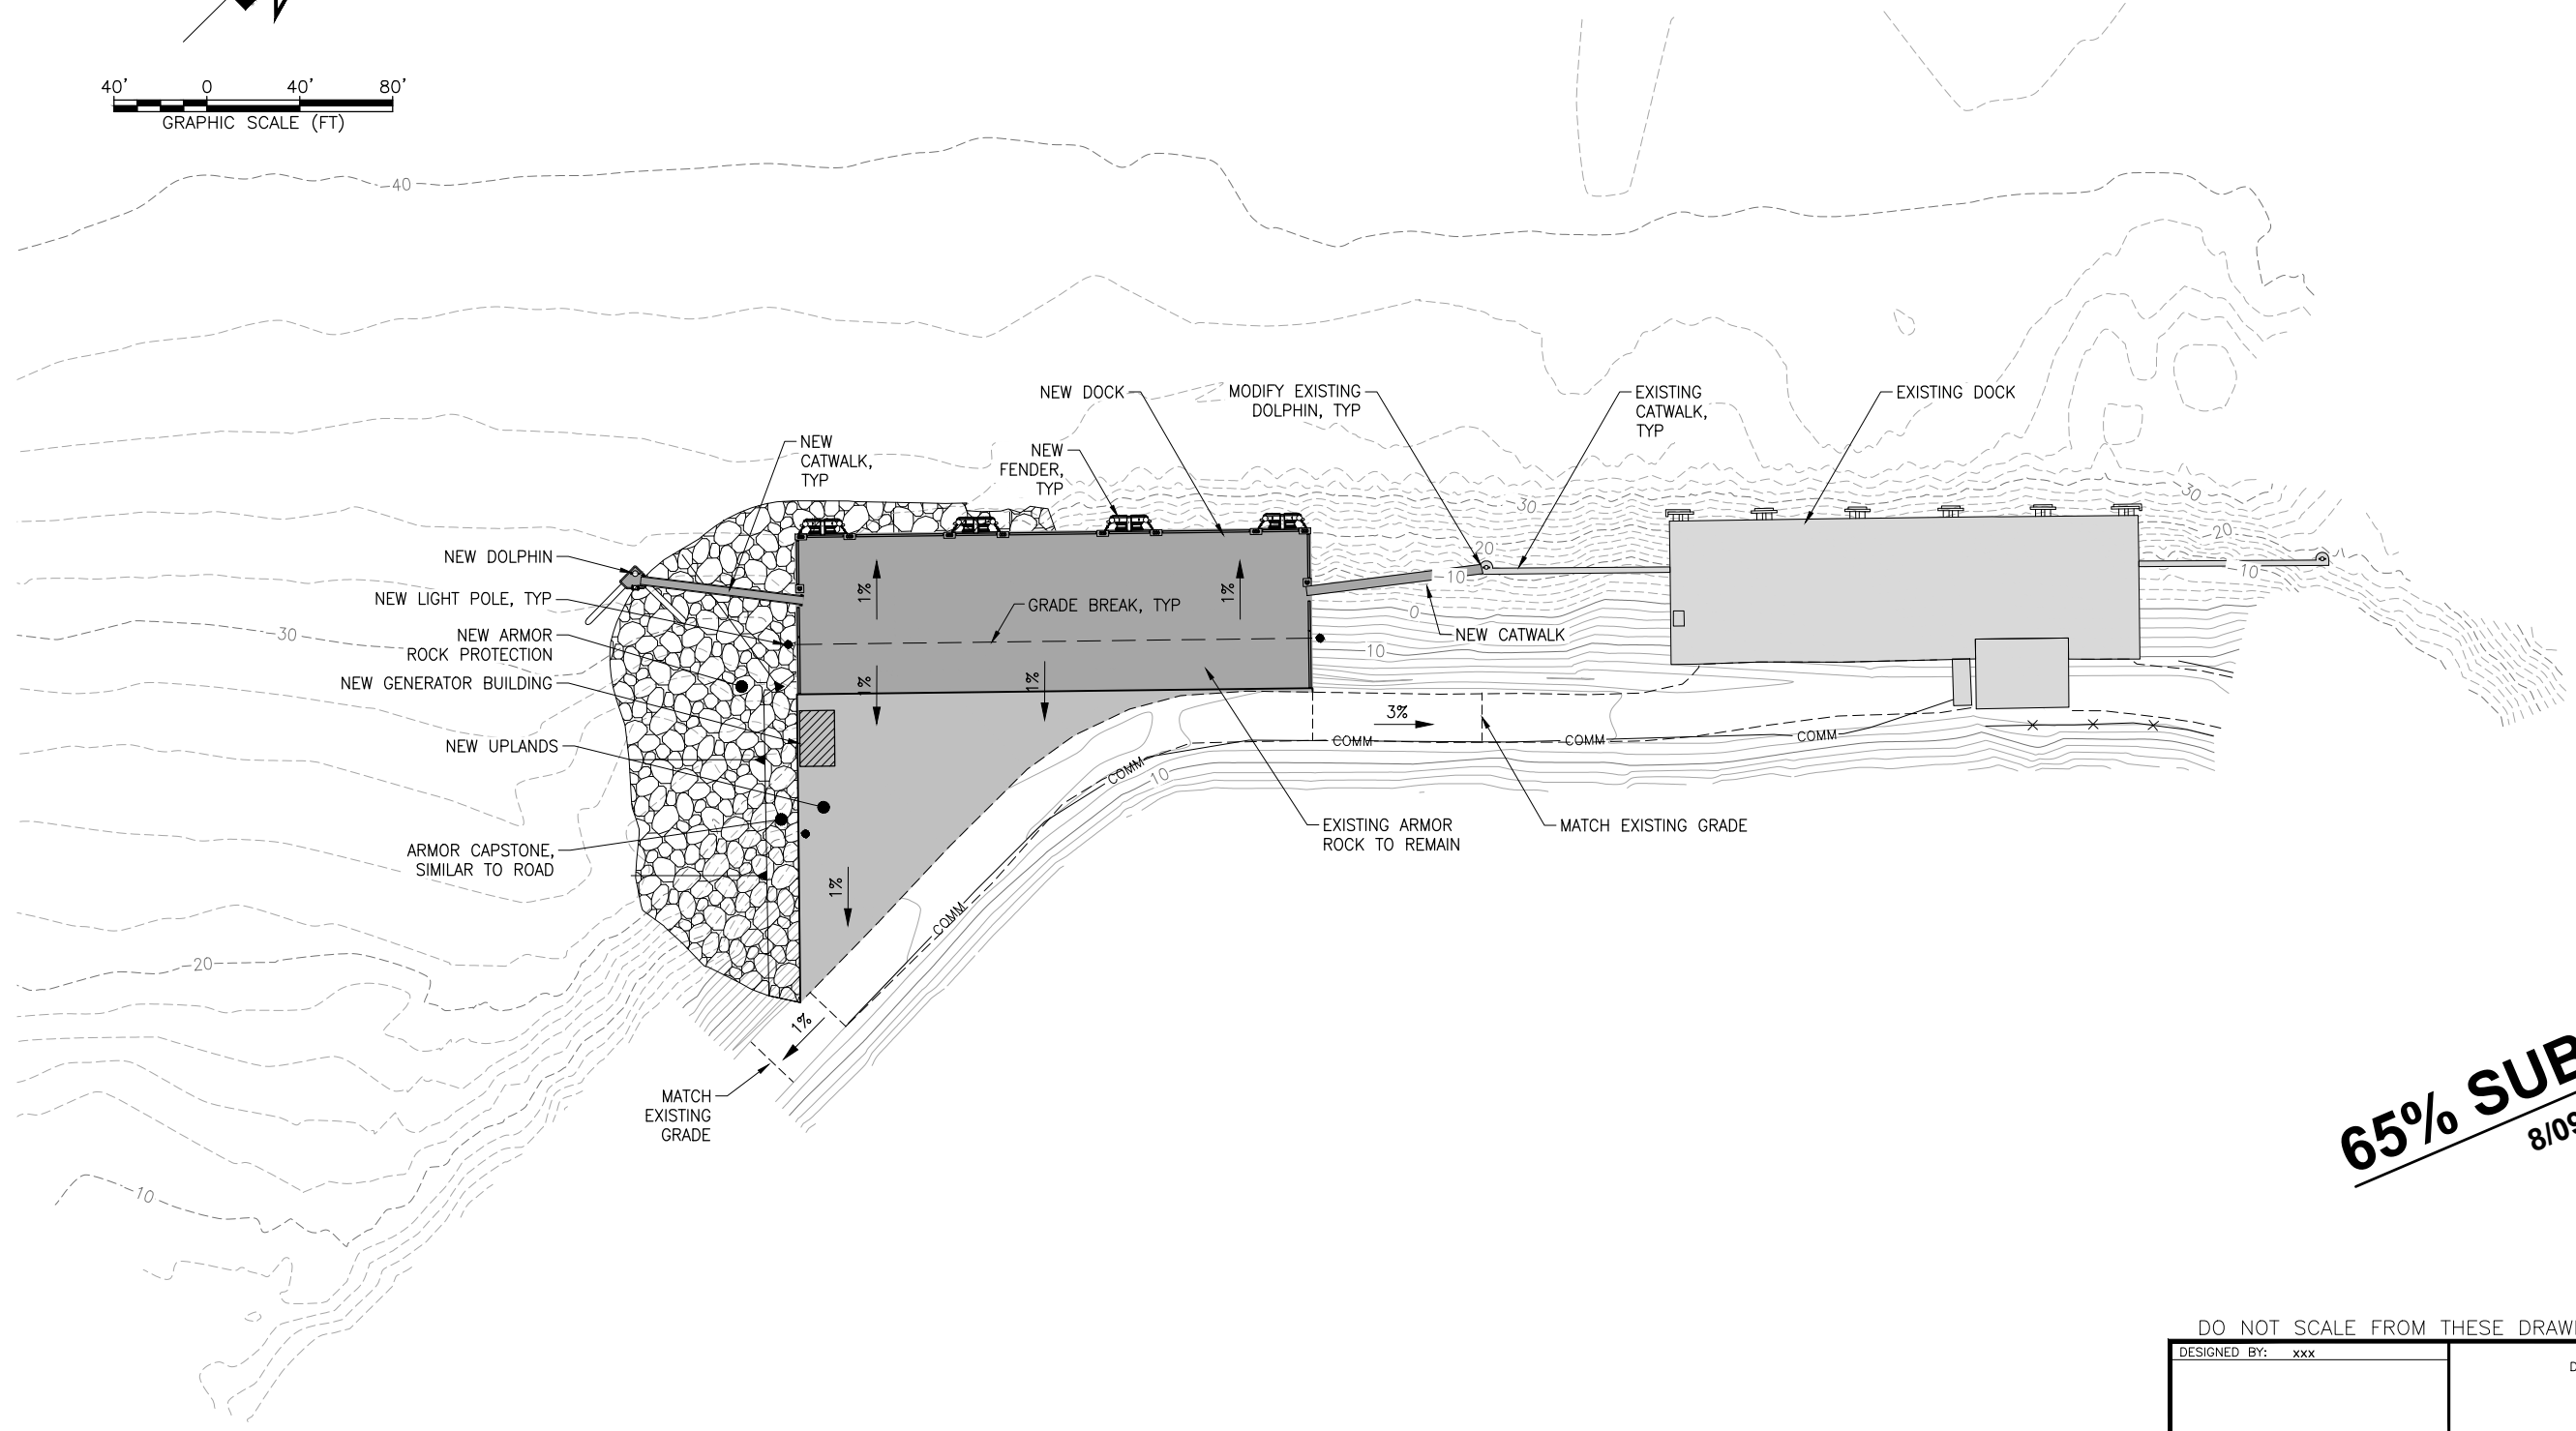 40' 0 40' 80'
GRAPHIC SCALE (FT)
40
NEW DOCK
MODIFY EXISTING
DOLPHIN, TYP
EXISTING
CATWALK,
TYP
EXISTING DOCK
NEW
CATWALK,
TYP
NEW
FENDER,
TYP
30
30
20
20
10
10
0
10
NEW DOLPHIN
NEW LIGHT POLE, TYP
NEW ARMOR
ROCK PROTECTION
NEW GENERATOR BUILDING
NEW UPLANDS
ARMOR CAPSTONE,
SIMILAR TO ROAD
30
1%
1%
GRADE BREAK, TYP
NEW CATWALK
1%
1%
3%
COMM
COMM
COMM
COMM
10
EXISTING ARMOR
ROCK TO REMAIN
MATCH EXISTING GRADE
1%
COMM
20
1%
MATCH
EXISTING
GRADE
10
65% SUB
8/09
DO NOT SCALE FROM THESE DRAW
DESIGNED BY: xxx
D